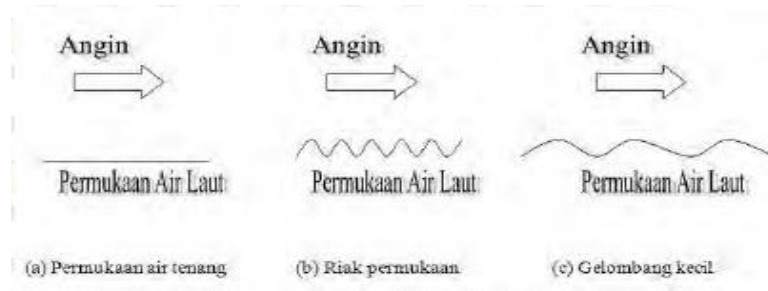 Angin
Permukaan Air Laut
(a) Permukaan air tenang
Angin
Permukaan Air Laut
(b) Riak permukaan
Angin
Permukaan Air Laut
(c) Gelombang kecil